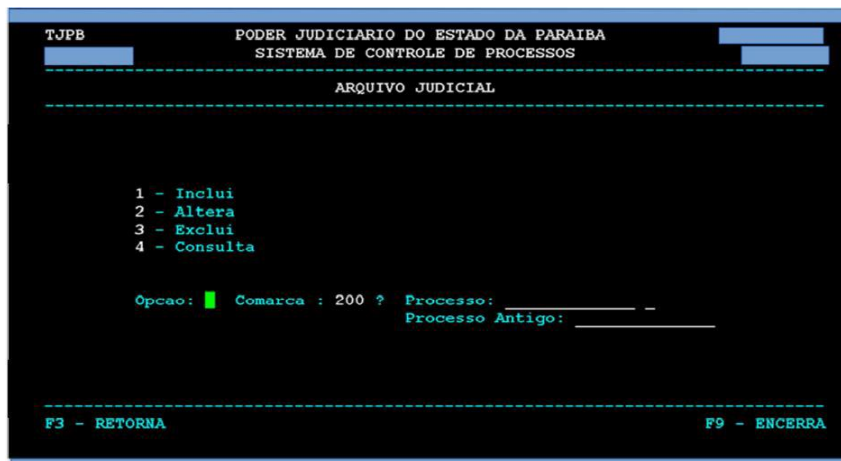 TJPB PODER JUDICIARIO DO ESTADO DA PARAIBA
SISTEMA DE CONTROLE DE PROCESSOS
ARQUIVO JUDICIAL
1 - Inclui
2 - Altera
3 - Exclui
4 - Consulta
Opcao: Comarca : 200 ? Processo: _
Processo Antigo:
F3 - RETORNA F9 - ENCERRA